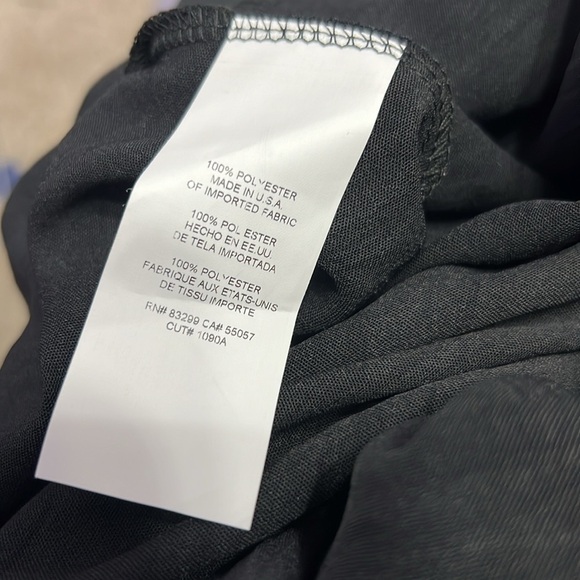 100% POLYESTER
MADE IN U.S.A.
OF IMPORTED FABRIC
100% POLYESTER
HECHO EN EE.UU.
DE TELA IMPORTADA
100% POLYESTER
FABRIQUE AUX ETATS-UNIS
DE TISSU IMPORTE
RN# 83299 CA# 55057
CUT# 1090A